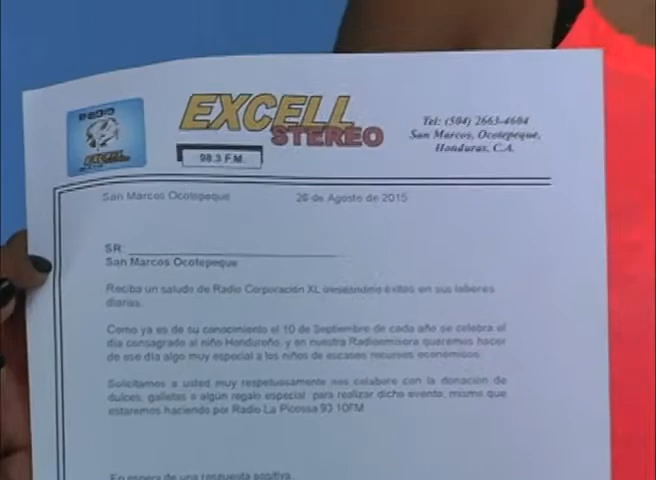 RADIO
EXCELL
EXCELL
STEREO
98.3 F.M.
Tel: (504) 2663-4604
San Marcos, Ocotepeque,
Honduras, C.A.
San Marcos Ocotepeque 26 de Agosto de 2015
SR:
San Marcos Ocotepeque
Reciba un saludo de Radio Corporación XL deseándole éxitos en sus labores
diarias.
Como ya es de su conocimiento el 10 de Septiembre de cada año se celebra el
día consagrado al niño Hondureño, y en nuestra Radioemisora queremos hacer
de ese día algo muy especial a los niños de escasos recursos económicos.
Solicitamos a usted muy respetuosamente nos colabore con la donación de
dulces, galletas o algún regalo especial para realizar dicho evento, mismo que
estaremos haciendo por Radio La Picossa 93.1OFM
En espera de una respuesta positiva